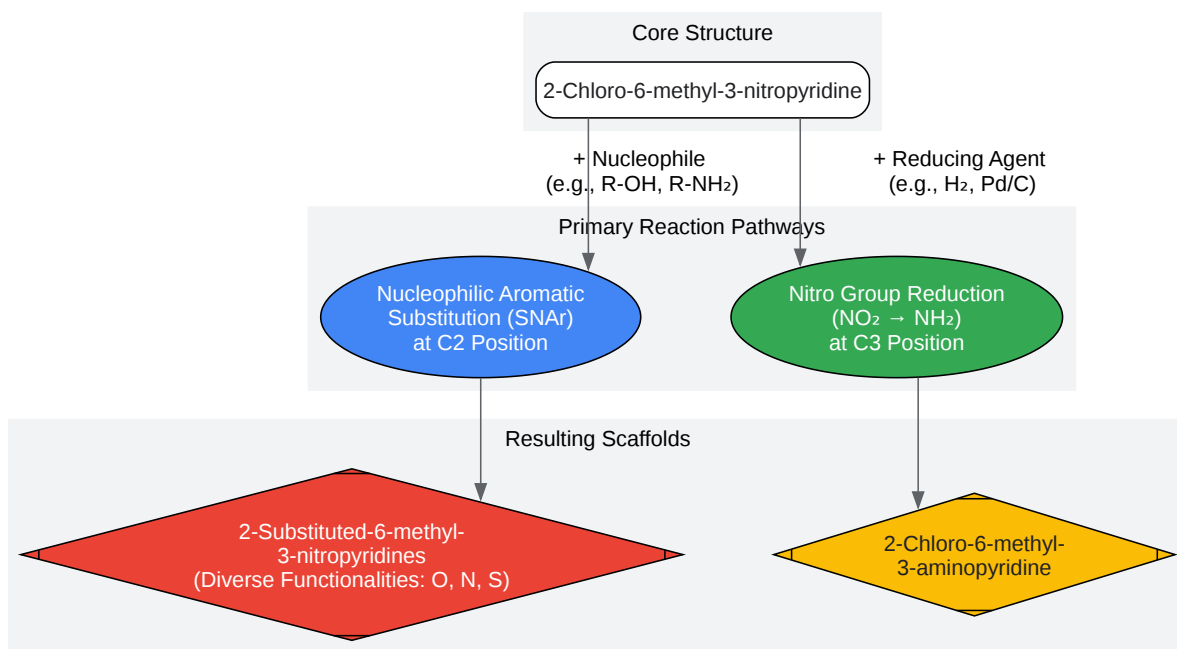 Core Structure
2-Chloro-6-methyl-3-nitropyridine
+ Nucleophile
(e.g., R-OH, R-NH₂)
+ Reducing Agent
(e.g., H₂, Pd/C)
Primary Reaction Pathways
Nucleophilic Aromatic
Substitution (SNAr)
at C2 Position
Nitro Group Reduction
(NO₂ → NH₂)
at C3 Position
Resulting Scaffolds
2-Substituted-6-methyl-
3-nitropyridines
(Diverse Functionalities: O, N, S)
2-Chloro-6-methyl-
3-aminopyridine